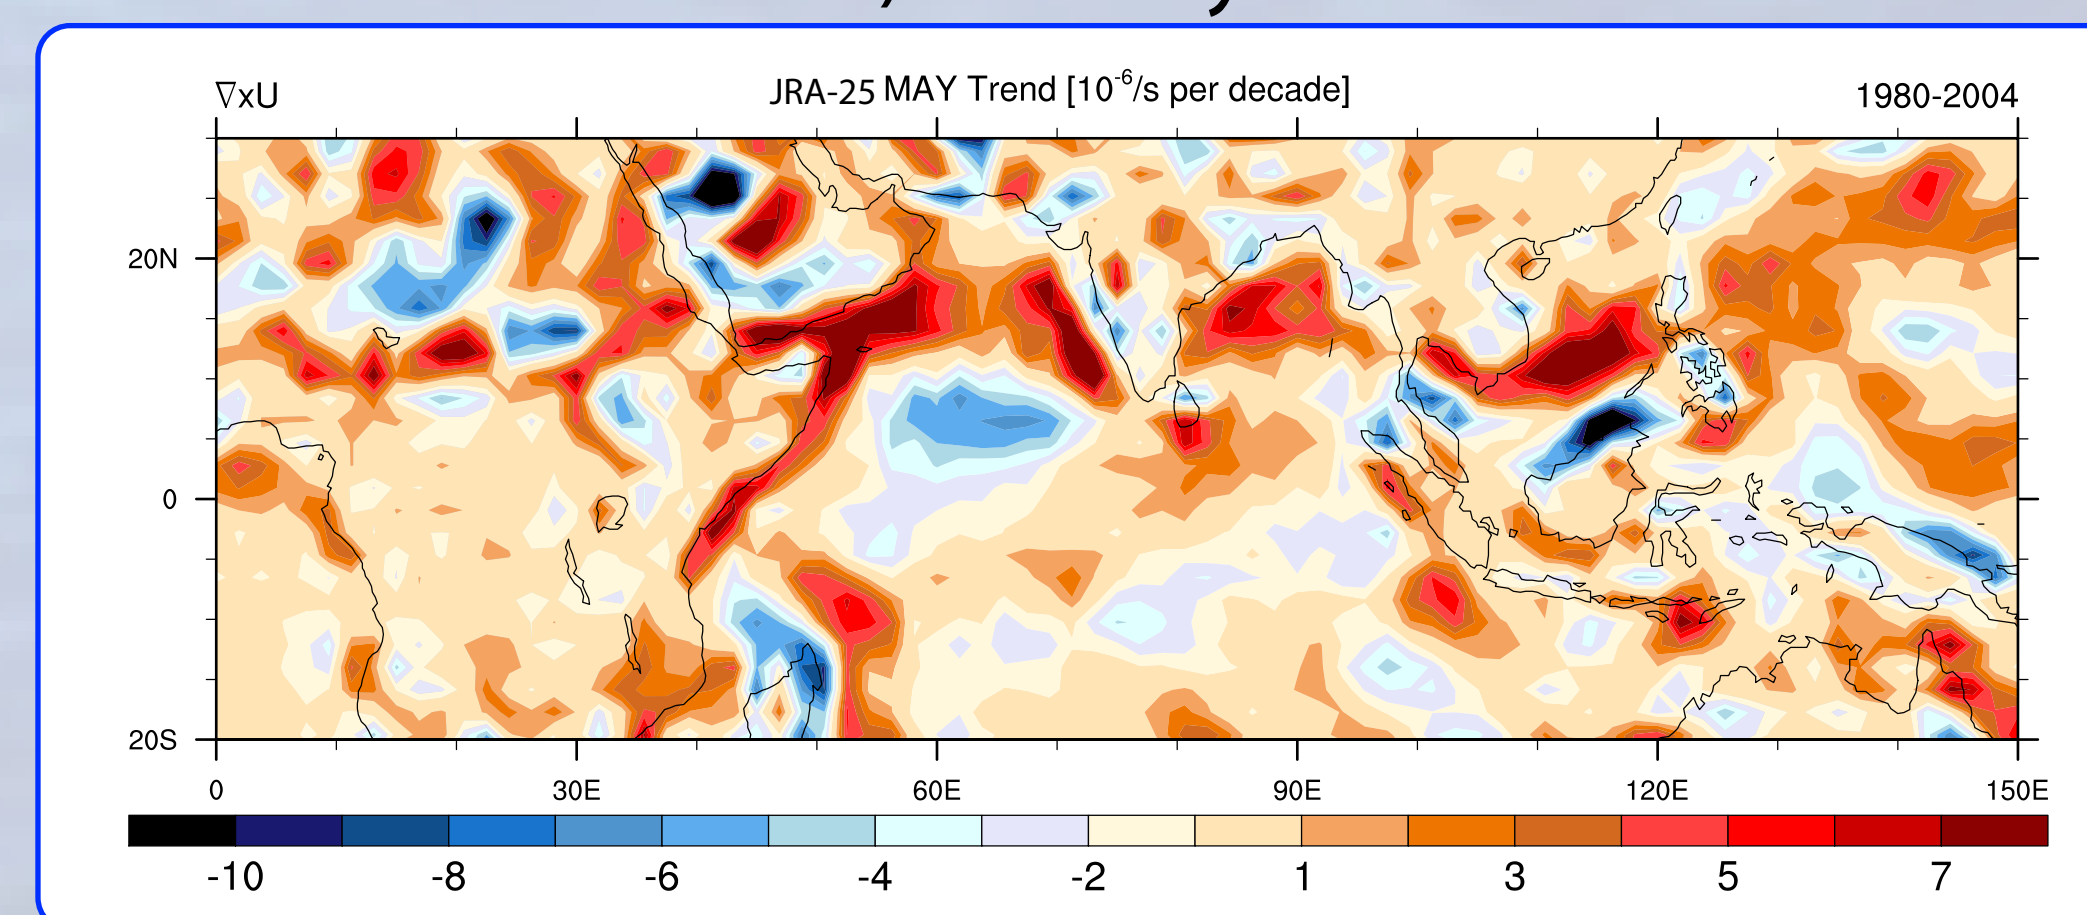 ∇xU JRA-25 MAY Trend [10⁻⁶/s per decade] 1980-2004
20N
0
20S
0 30E 60E 90E 120E 150E
-10 -8 -6 -4 -2 1 3 5 7